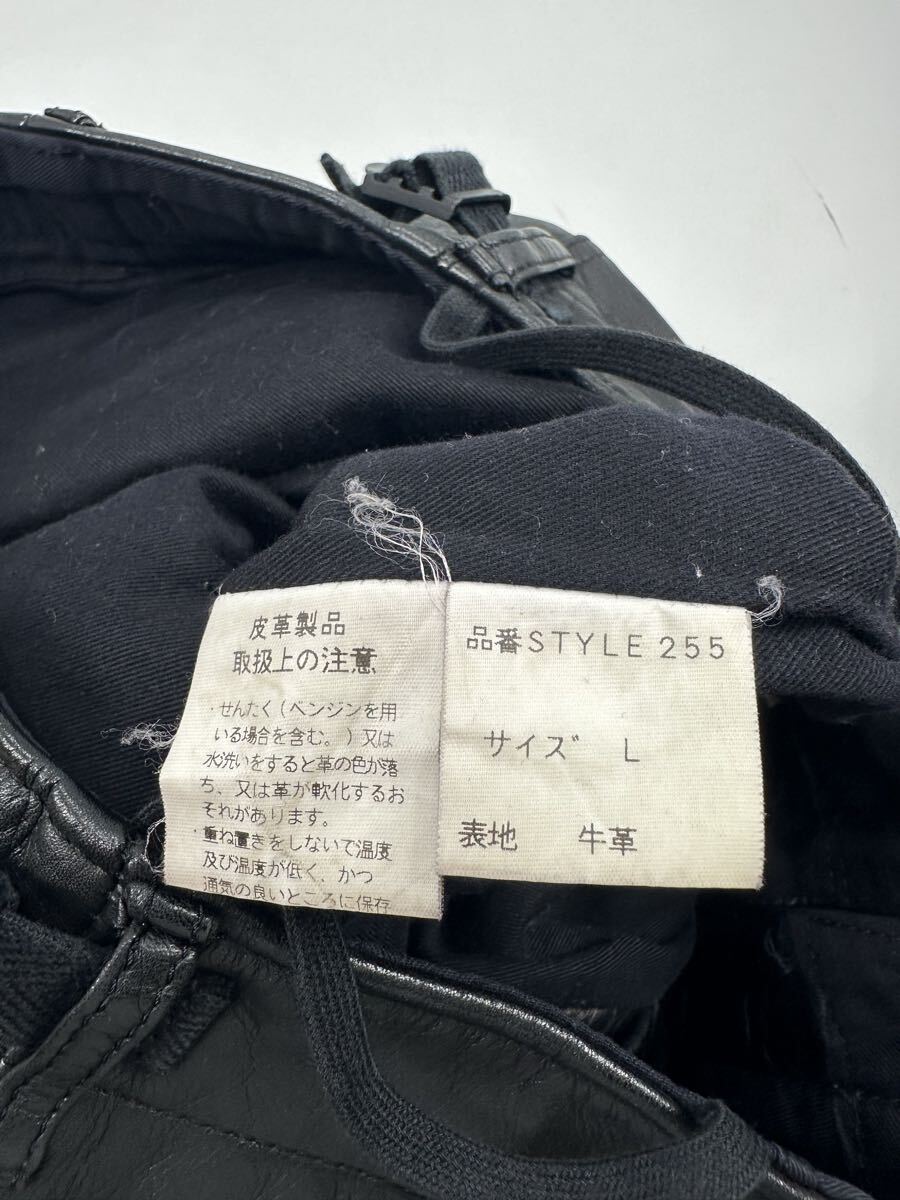 皮革製品
取扱上の注意
・せんたく(ベンジンを用
いる場合を含む。)又は
水洗いをすると革の色が落
ち、又は革が軟化するお
それがあります。
・重ね置きをしないで温度
及び湿度が低く、かつ
通気の良いところに保存
品番STYLE 255
サイズ L
表地 牛革